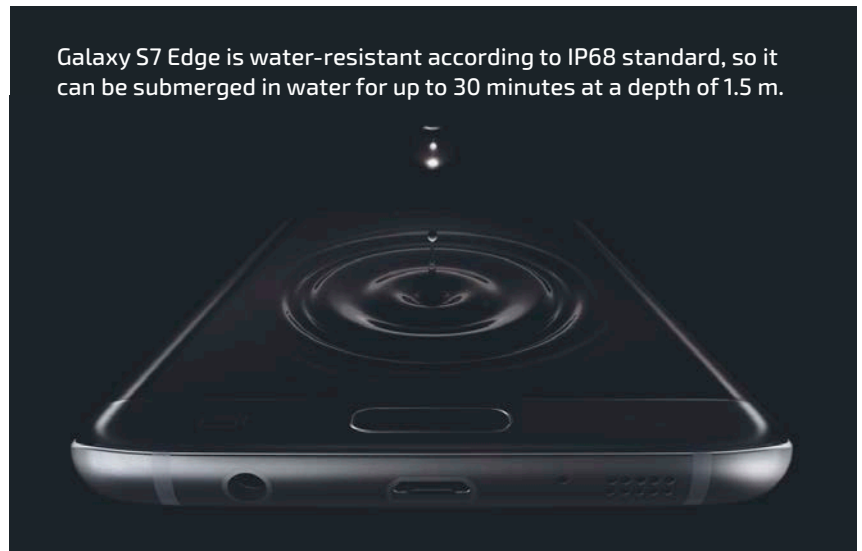 Galaxy S7 Edge is water-resistant according to IP68 standard, so it
can be submerged in water for up to 30 minutes at a depth of 1.5 m.